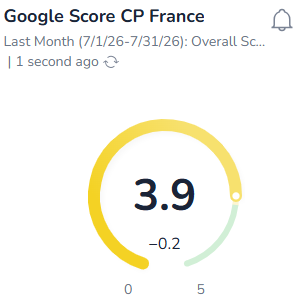 Google Score CP France
Last Month (7/1/26-7/31/26): Overall Sc...
| 1 second ago
3.9
−0.2
0
5